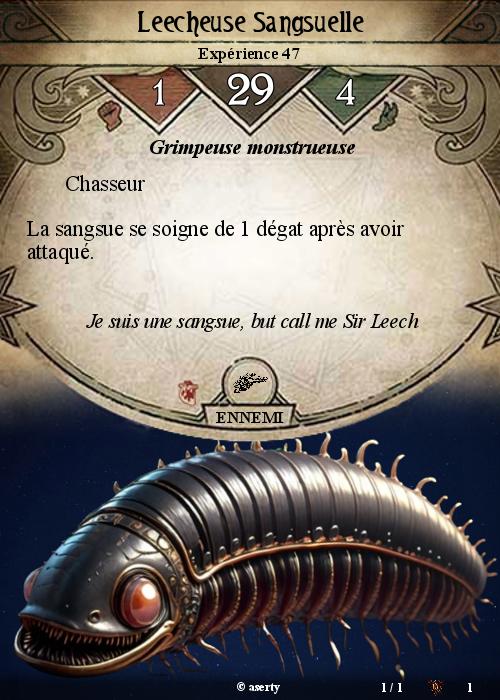 Leecheuse Sangsuelle
Expérience 47
1 29 4
Grimpeuse monstrueuse
Chasseur
La sangsue se soigne de 1 dégat après avoir
attaqué.
Je suis une sangsue, but call me Sir Leech
ENNEMI
© aserty 1 / 1 1